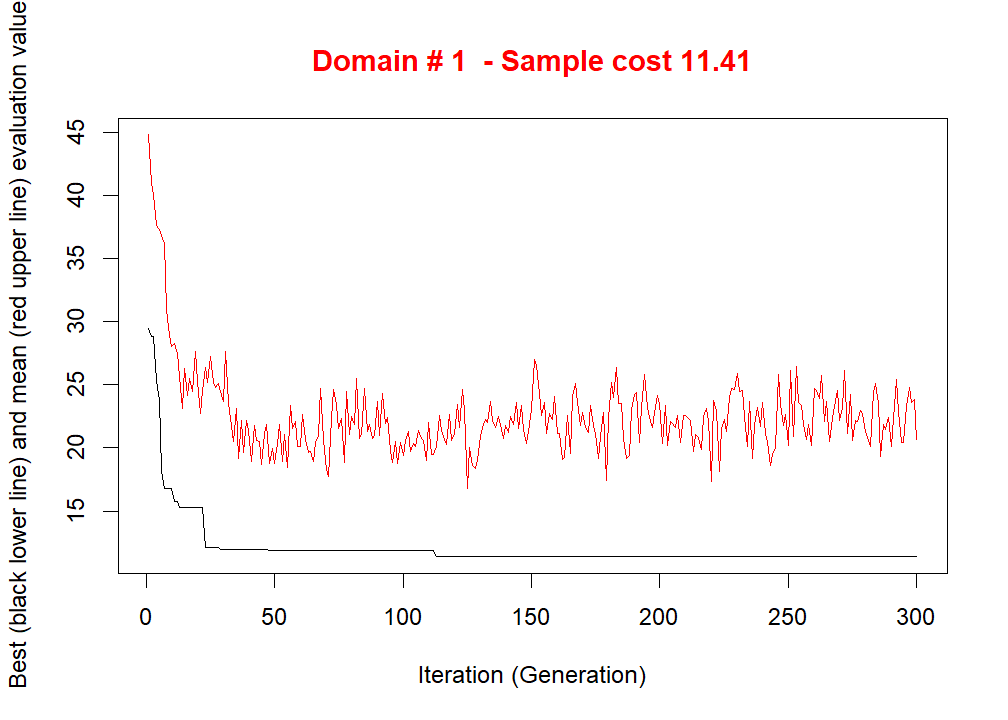 Domain # 1  - Sample cost 11.41
Best (black lower line) and mean (red upper line) evaluation value
45
40
35
30
25
20
15
0 50 100 150 200 250 300
Iteration (Generation)